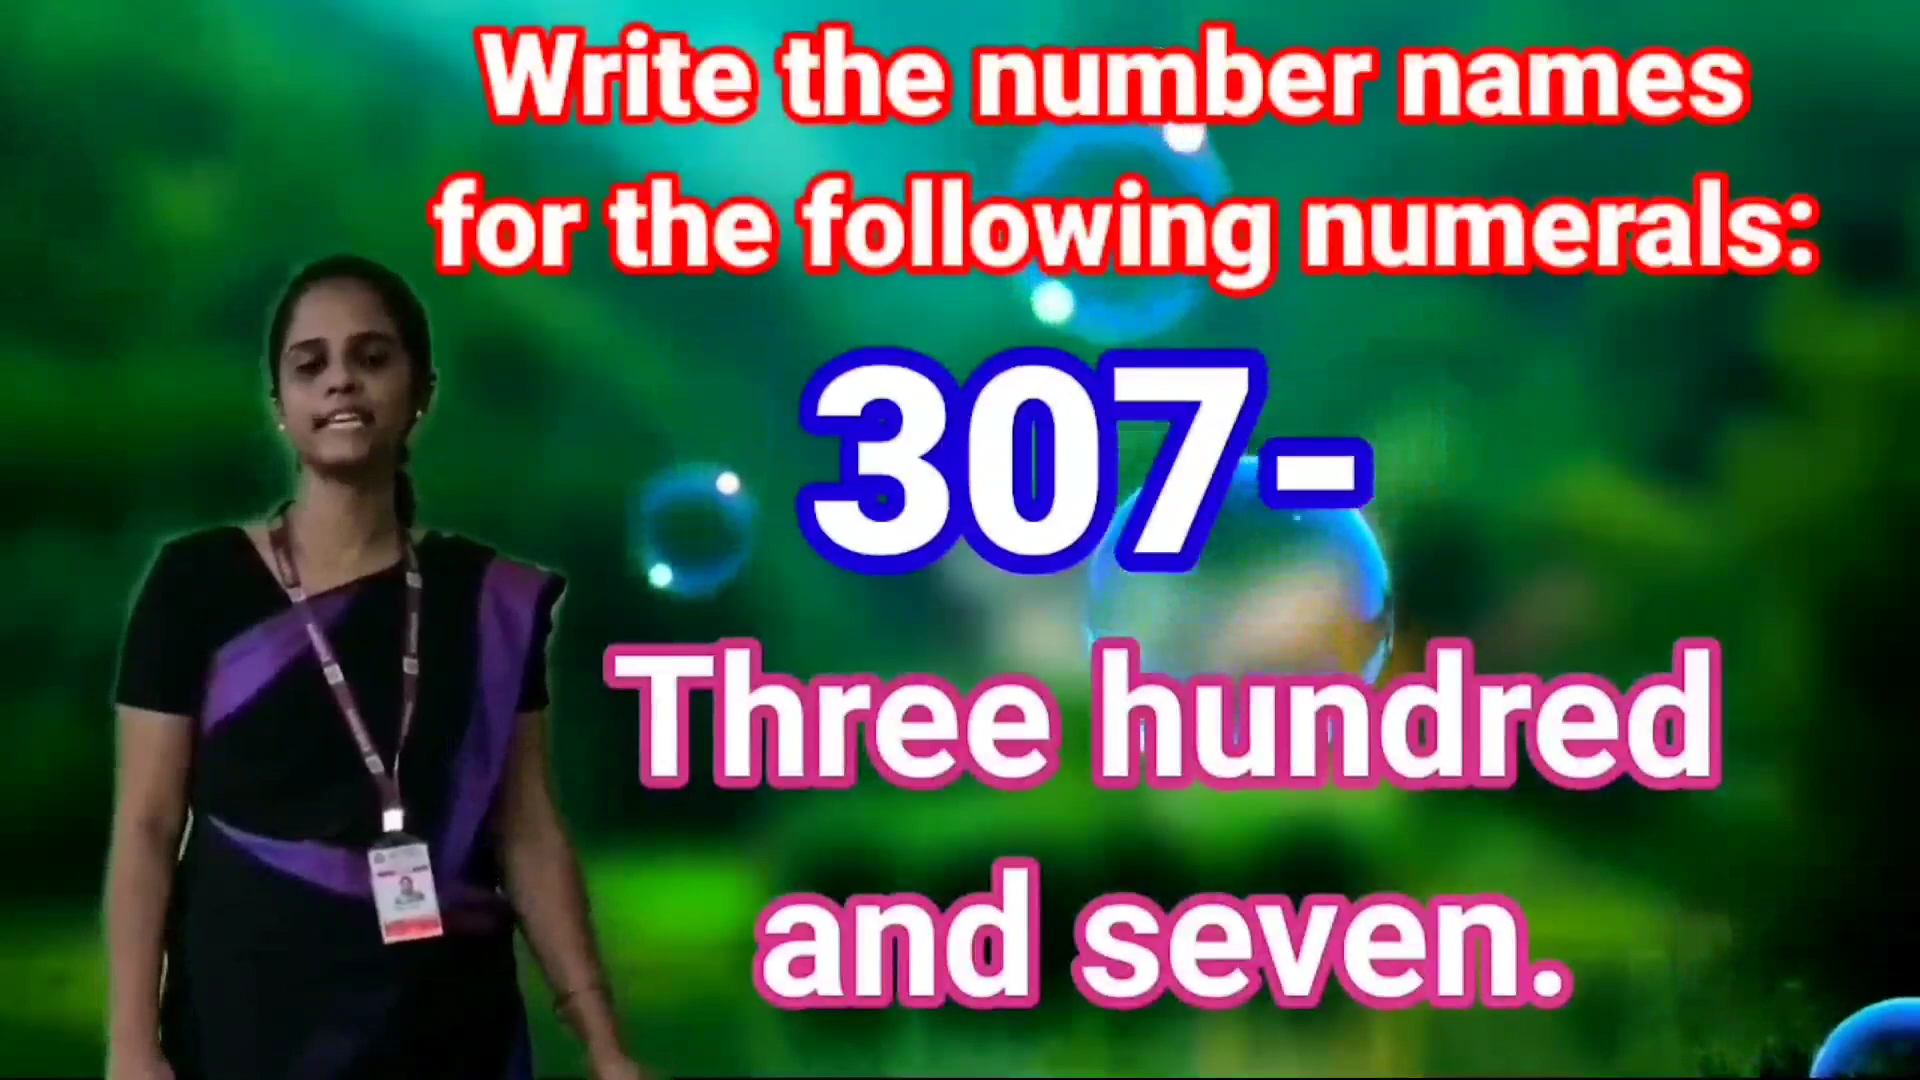 Write the number names
for the following numerals:
307-
Three hundred
and seven.